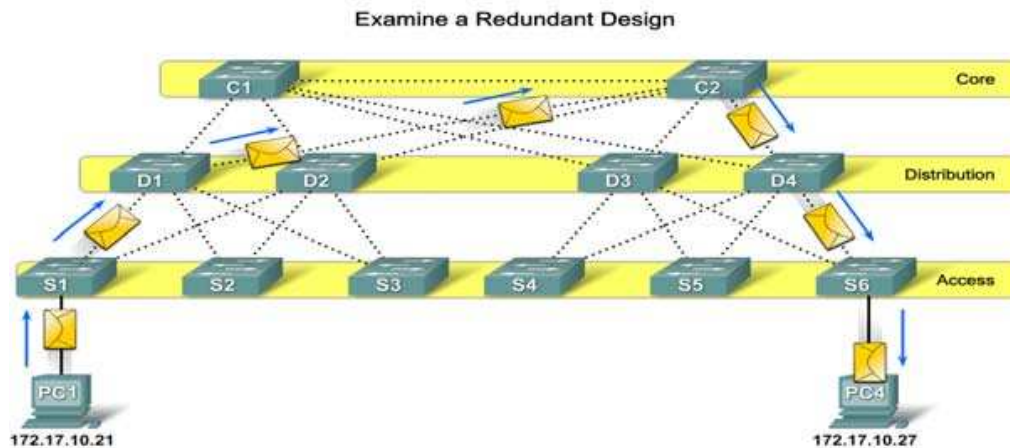 Examine a Redundant Design
C1
C2
Core
D1
D2
D3
D4
Distribution
S1
S2
S3
S4
S5
S6
Access
PC1
PC4
172.17.10.21
172.17.10.27